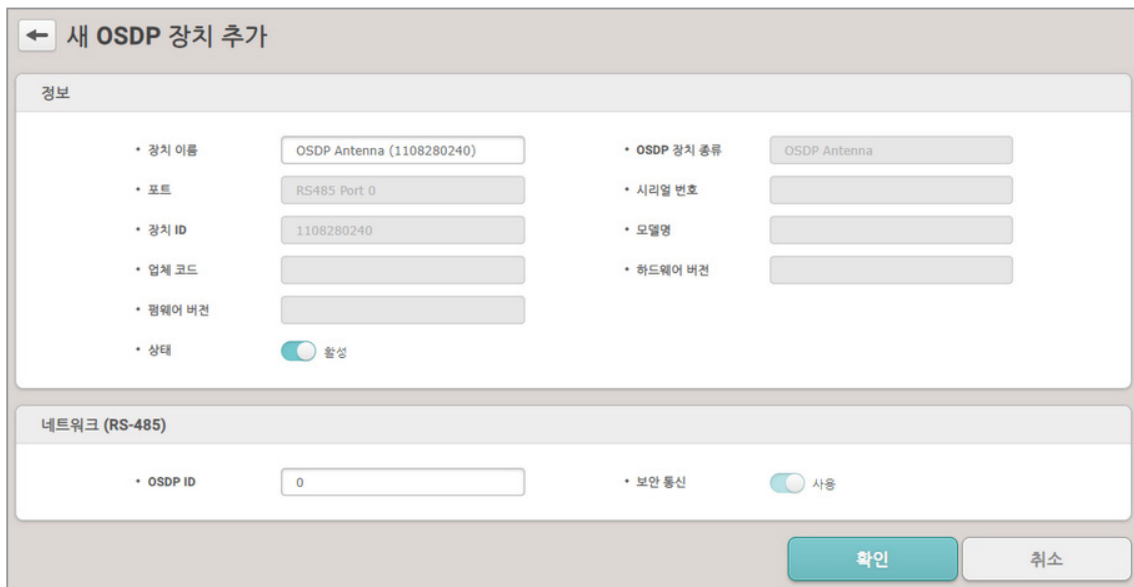 새 OSDP 장치 추가
정보
• 장치 이름 OSDP Antenna (1108280240) • OSDP 장치 종류 OSDP Antenna
• 포트 RS485 Port 0 • 시리얼 번호
• 장치 ID 1108280240 • 모델명
• 업체 코드 • 하드웨어 버전
• 펌웨어 버전
• 상태 활성
네트워크 (RS-485)
• OSDP ID 0 • 보안 통신 사용
확인 취소